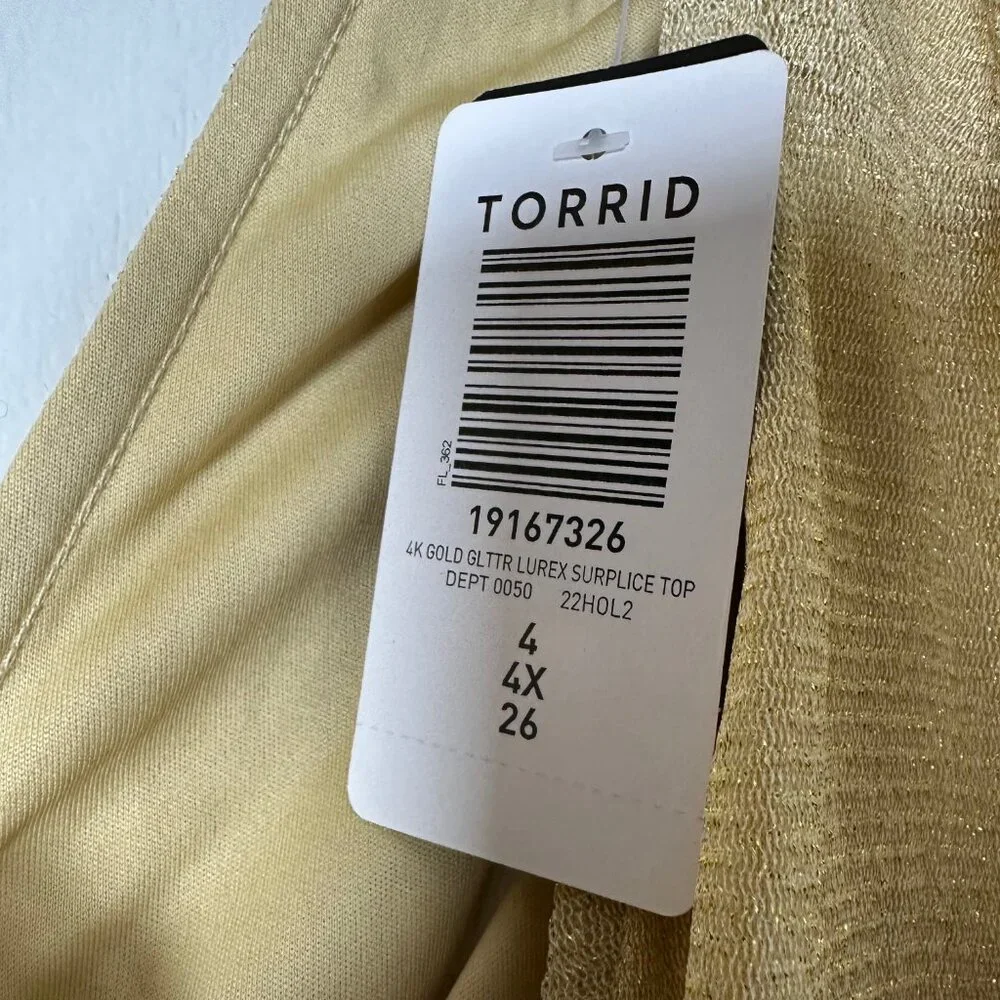 TORRID
FL_362
19167326
4K GOLD GLTTR LUREX SURPLICE TOP
DEPT 0050 22HOL2
4
4X
26